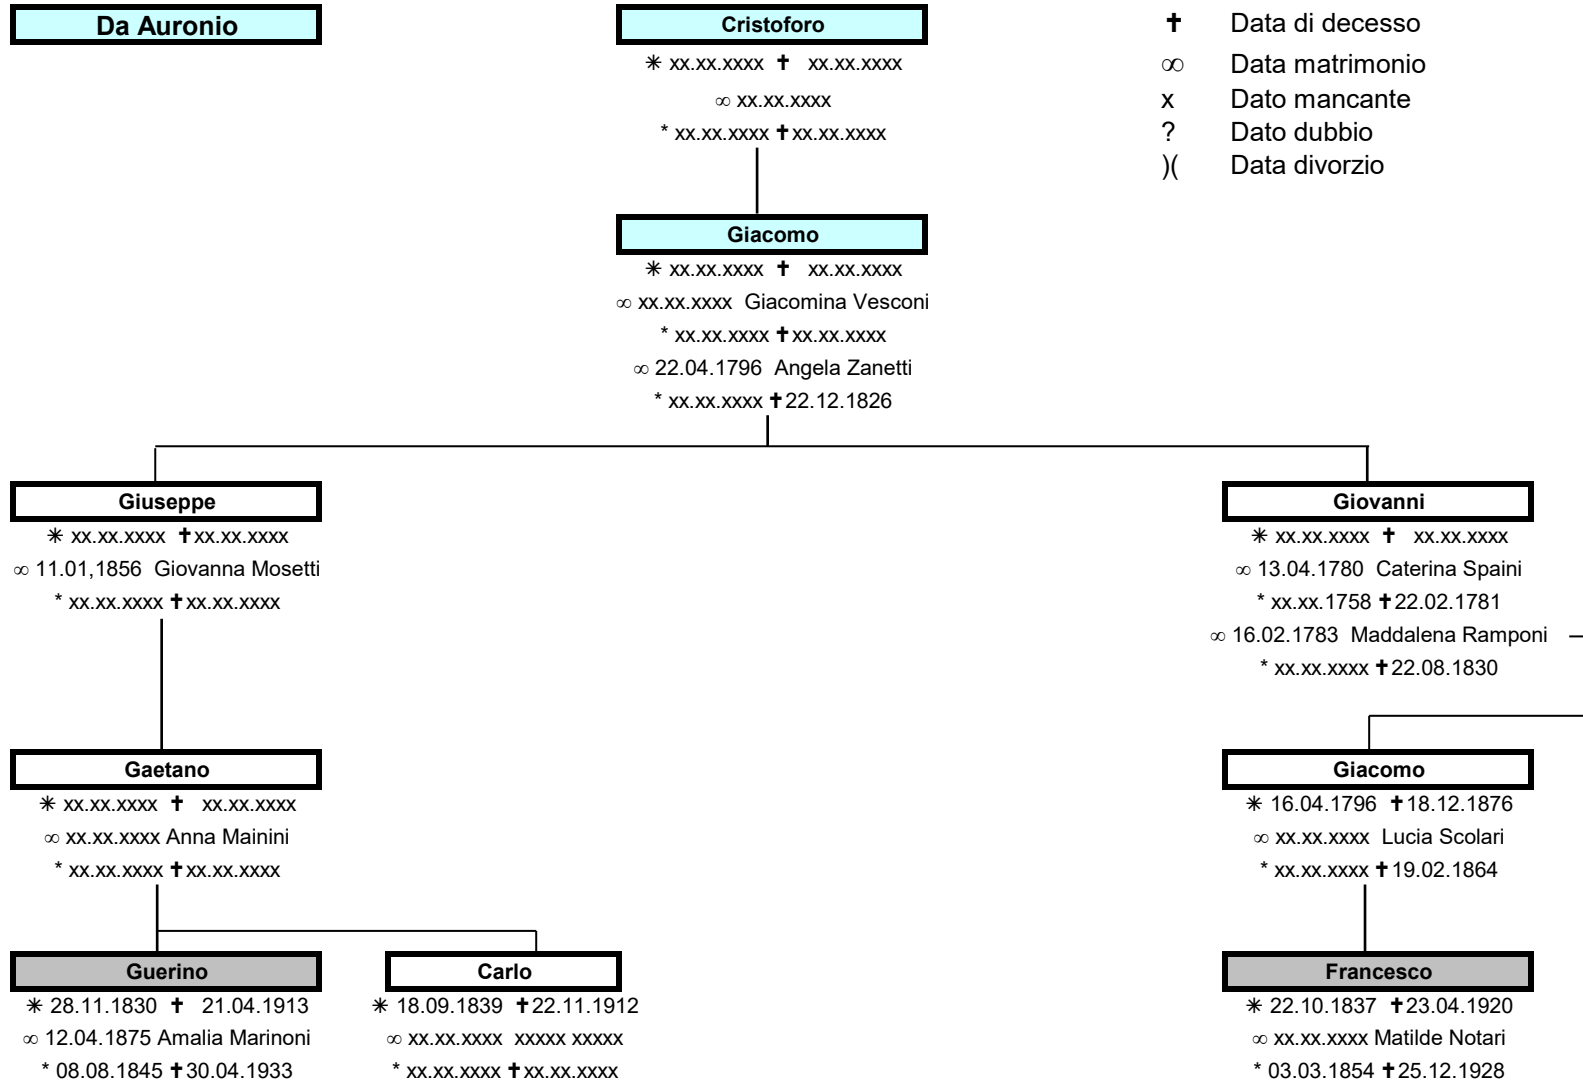 Da Auronio
Cristoforo
✝ Data di decesso
✳ xx.xx.xxxx ✝ xx.xx.xxxx
∞ Data matrimonio
∞ xx.xx.xxxx
x Dato mancante
* xx.xx.xxxx ✝ xx.xx.xxxx
? Dato dubbio
)( Data divorzio
Giacomo
✳ xx.xx.xxxx ✝ xx.xx.xxxx
∞ xx.xx.xxxx Giacomina Vesconi
* xx.xx.xxxx ✝ xx.xx.xxxx
∞ 22.04.1796 Angela Zanetti
* xx.xx.xxxx ✝ 22.12.1826
Giuseppe
✳ xx.xx.xxxx ✝ xx.xx.xxxx
∞ 11.01,1856 Giovanna Mosetti
* xx.xx.xxxx ✝ xx.xx.xxxx
Giovanni
✳ xx.xx.xxxx ✝ xx.xx.xxxx
∞ 13.04.1780 Caterina Spaini
* xx.xx.1758 ✝ 22.02.1781
∞ 16.02.1783 Maddalena Ramponi
* xx.xx.xxxx ✝ 22.08.1830
Gaetano
✳ xx.xx.xxxx ✝ xx.xx.xxxx
∞ xx.xx.xxxx Anna Mainini
* xx.xx.xxxx ✝ xx.xx.xxxx
Giacomo
✳ 16.04.1796 ✝ 18.12.1876
∞ xx.xx.xxxx Lucia Scolari
* xx.xx.xxxx ✝ 19.02.1864
Guerino
✳ 28.11.1830 ✝ 21.04.1913
∞ 12.04.1875 Amalia Marinoni
* 08.08.1845 ✝ 30.04.1933
Carlo
✳ 18.09.1839 ✝ 22.11.1912
∞ xx.xx.xxxx xxxxx xxxxx
* xx.xx.xxxx ✝ xx.xx.xxxx
Francesco
✳ 22.10.1837 ✝ 23.04.1920
∞ xx.xx.xxxx Matilde Notari
* 03.03.1854 ✝ 25.12.1928